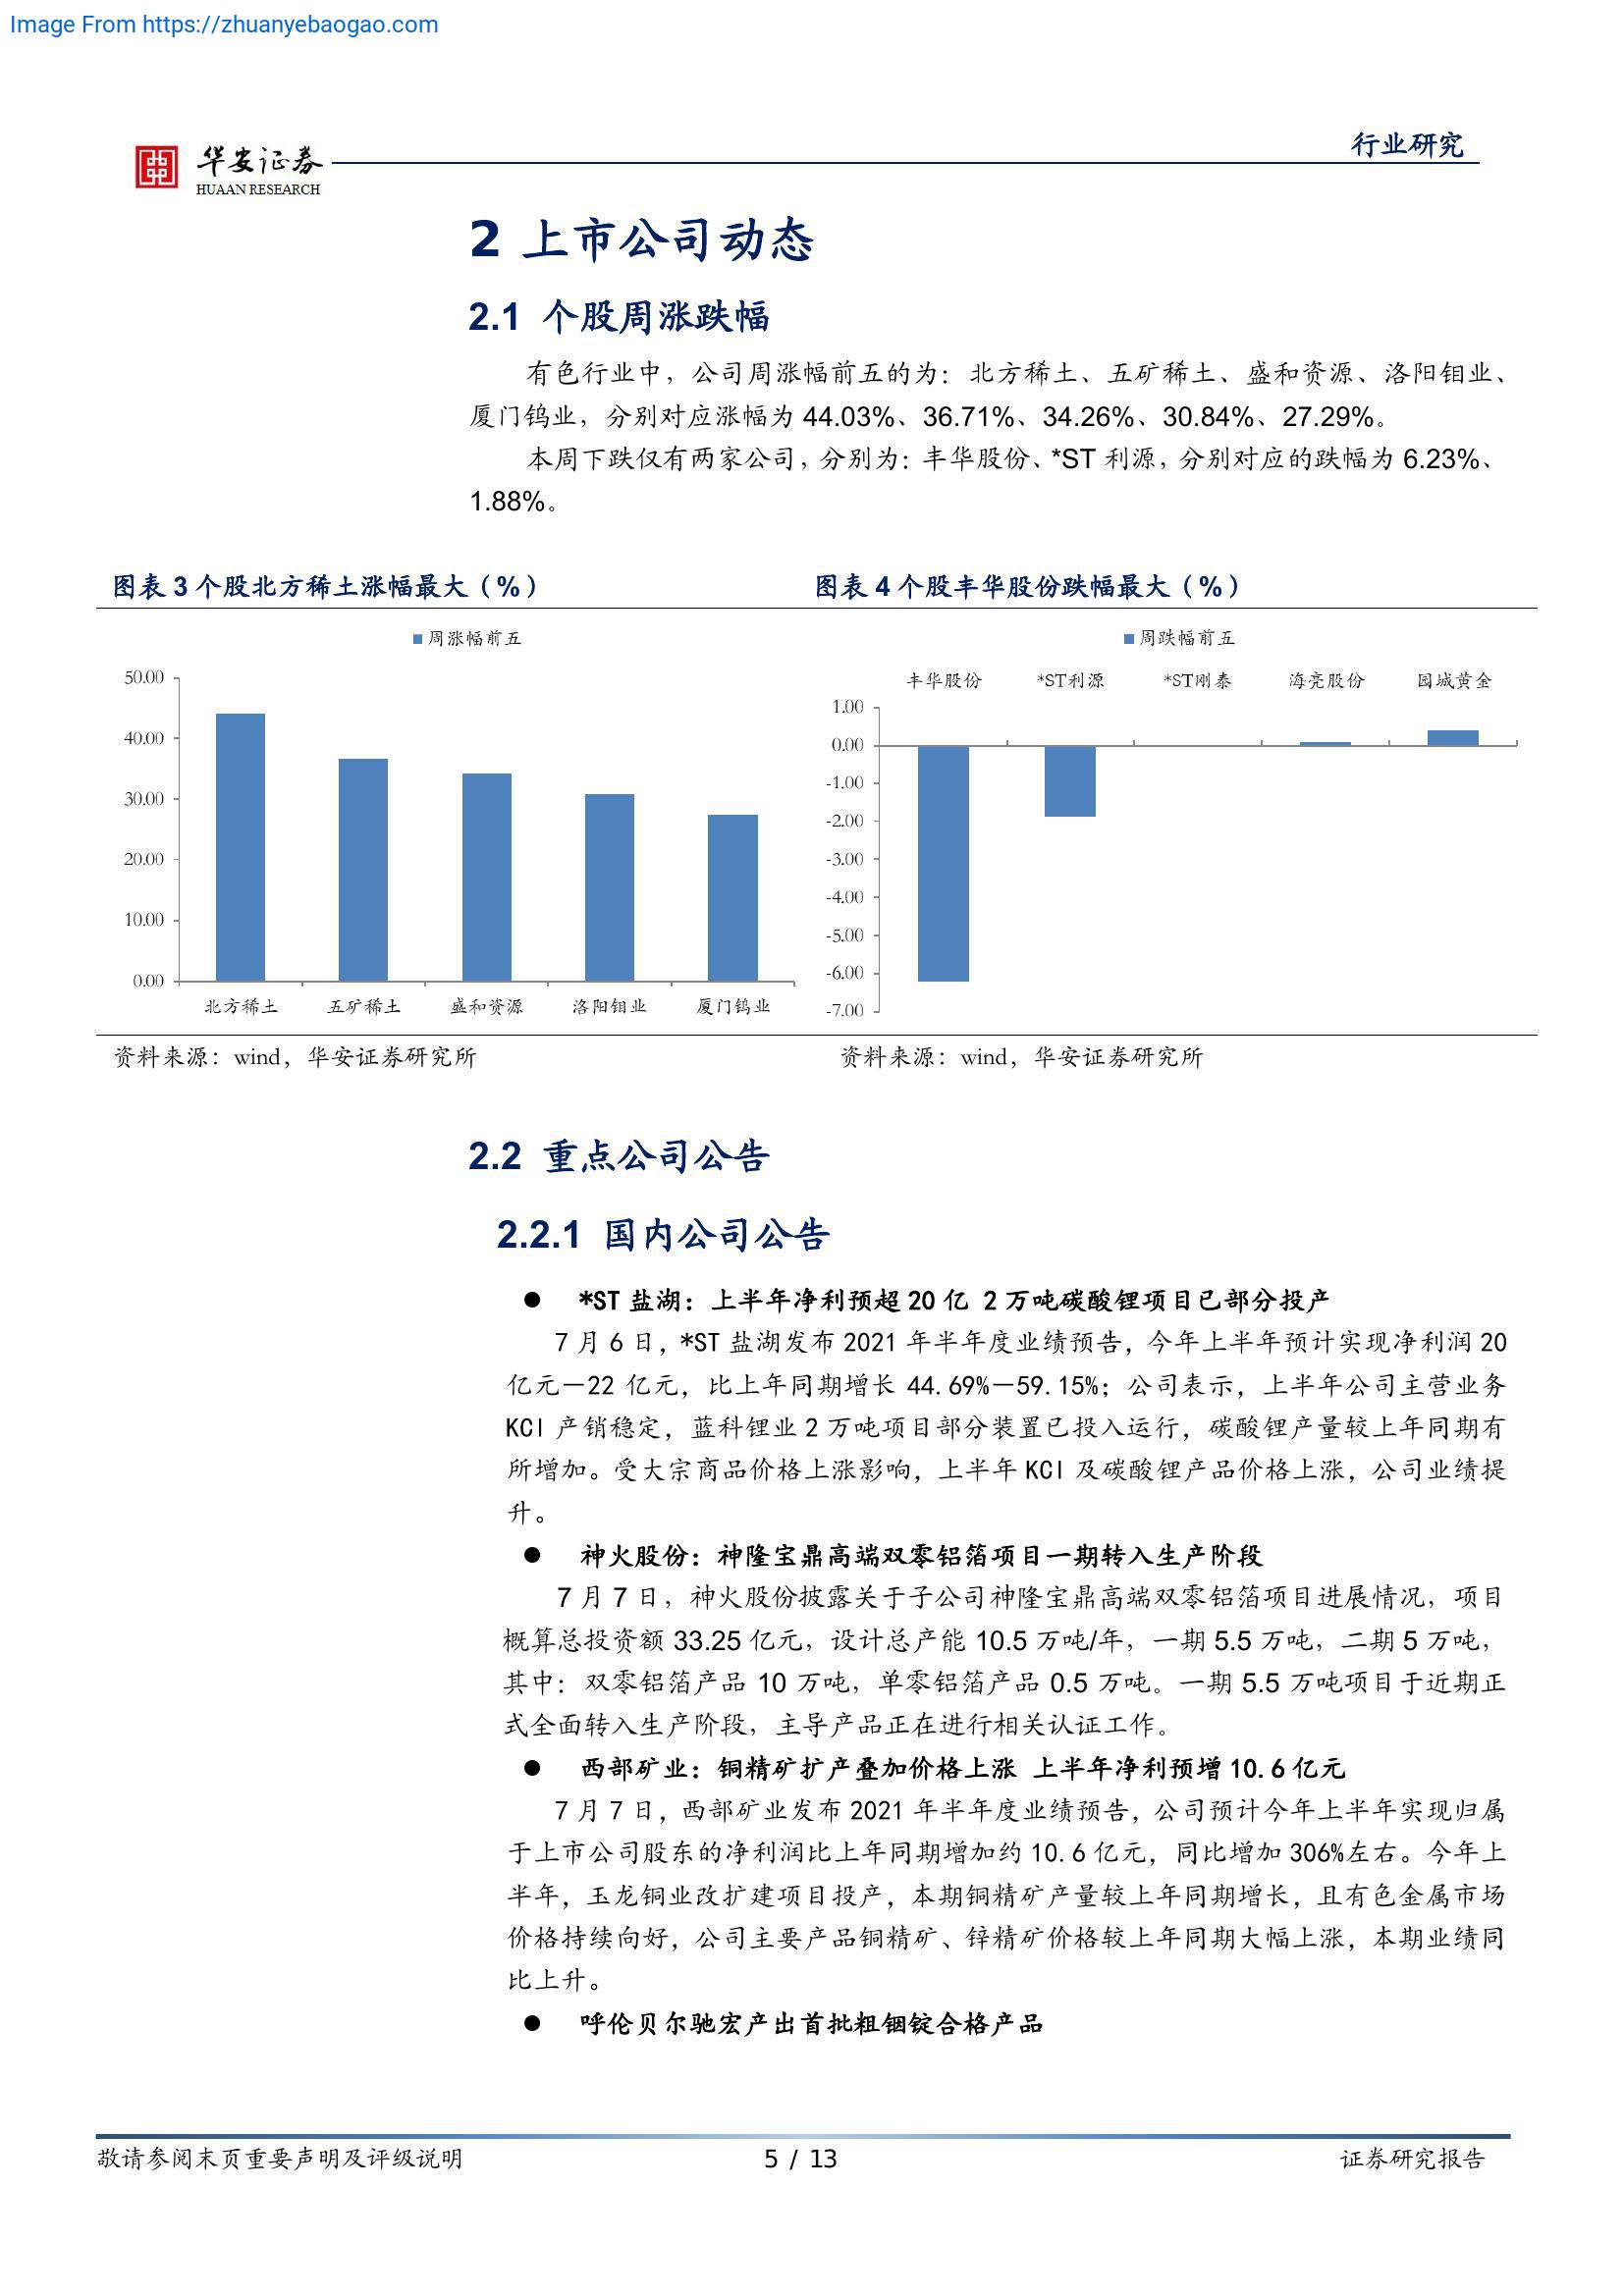 Image From https://zhuanyebaogao.com
华安证券
HUAAN RESEARCH
行业研究
2 上市公司动态
2.1 个股周涨跌幅
有色行业中，公司周涨幅前五的为：北方稀土、五矿稀土、盛和资源、洛阳钼业、
厦门钨业，分别对应涨幅为 44.03%、36.71%、34.26%、30.84%、27.29%。
本周下跌仅有两家公司，分别为：丰华股份、*ST 利源，分别对应的跌幅为 6.23%、
1.88%。
图表 3 个股北方稀土涨幅最大（%）
周涨幅前五
50.00
40.00
30.00
20.00
10.00
0.00
北方稀土 五矿稀土 盛和资源 洛阳钼业 厦门钨业
资料来源：wind，华安证券研究所
图表 4 个股丰华股份跌幅最大（%）
周跌幅前五
丰华股份 *ST利源 *ST刚泰 海亮股份 园城黄金
1.00
0.00
-1.00
-2.00
-3.00
-4.00
-5.00
-6.00
-7.00
资料来源：wind，华安证券研究所
2.2 重点公司公告
2.2.1 国内公司公告
● *ST 盐湖：上半年净利预超 20 亿 2 万吨碳酸锂项目已部分投产
7 月 6 日，*ST 盐湖发布 2021 年半年度业绩预告，今年上半年预计实现净利润 20
亿元—22 亿元，比上年同期增长 44.69%—59.15%；公司表示，上半年公司主营业务
KCl 产销稳定，蓝科锂业 2 万吨项目部分装置已投入运行，碳酸锂产量较上年同期有
所增加。受大宗商品价格上涨影响，上半年 KCl 及碳酸锂产品价格上涨，公司业绩提
升。
● 神火股份：神隆宝鼎高端双零铝箔项目一期转入生产阶段
7 月 7 日，神火股份披露关于子公司神隆宝鼎高端双零铝箔项目进展情况，项目
概算总投资额 33.25 亿元，设计总产能 10.5 万吨/年，一期 5.5 万吨，二期 5 万吨，
其中：双零铝箔产品 10 万吨，单零铝箔产品 0.5 万吨。一期 5.5 万吨项目于近期正
式全面转入生产阶段，主导产品正在进行相关认证工作。
● 西部矿业：铜精矿扩产叠加价格上涨 上半年净利预增 10.6 亿元
7 月 7 日，西部矿业发布 2021 年半年度业绩预告，公司预计今年上半年实现归属
于上市公司股东的净利润比上年同期增加约 10.6 亿元，同比增加 306%左右。今年上
半年，玉龙铜业改扩建项目投产，本期铜精矿产量较上年同期增长，且有色金属市场
价格持续向好，公司主要产品铜精矿、锌精矿价格较上年同期大幅上涨，本期业绩同
比上升。
● 呼伦贝尔驰宏产出首批粗铟锭合格产品
敬请参阅末页重要声明及评级说明
5 / 13
证券研究报告